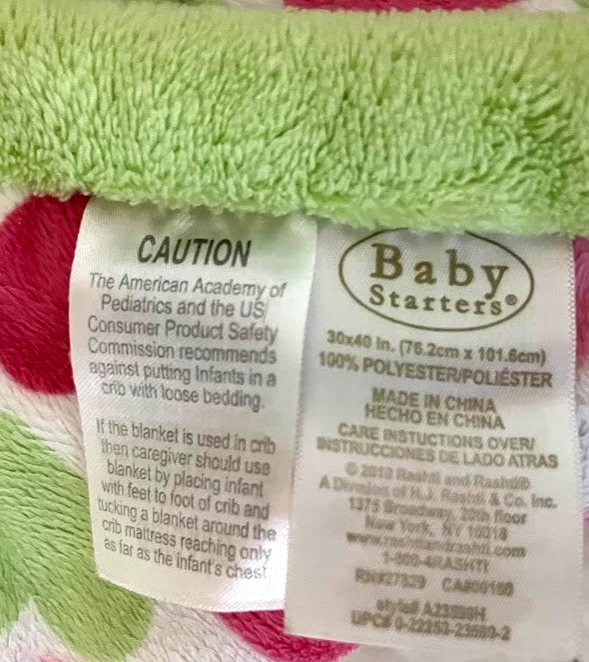 CAUTION
The American Academy of
Pediatrics and the US
Consumer Product Safety
Commission recommends
against putting Infants in a
crib with loose bedding.
If the blanket is used in crib
then caregiver should use
blanket by placing infant
with feet to foot of crib and
tucking a blanket around the
crib mattress reaching only
as far as the infant's chest.
Baby
Starters®
30x40 in. (76.2cm x 101.6cm)
100% POLYESTER/POLIÉSTER
MADE IN CHINA
HECHO EN CHINA
CARE INSTUCTIONS OVER/
INSTRUCCIONES DE LADO ATRAS
Rashti and Rashti®
A Division of H.J. Rashti & Co. Inc.
1375 Broadway, 20th floor
New York, NY 10018
www.rashtiandrashti.com
1-800-4RASHTI
style#
UPC#